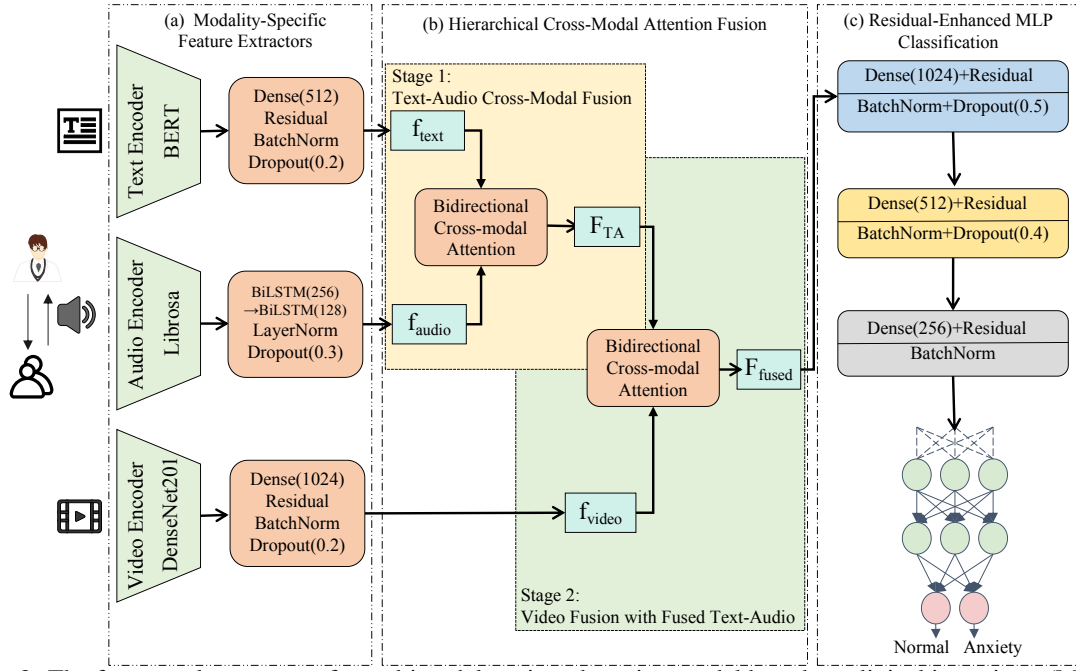 (a) Modality-Specific
Feature Extractors
Text Encoder
BERT
Dense(512)
Residual
BatchNorm
Dropout(0.2)
Audio Encoder
Librosa
BiLSTM(256)
→BiLSTM(128)
LayerNorm
Dropout(0.3)
Video Encoder
DenseNet201
Dense(1024)
Residual
BatchNorm
Dropout(0.2)
(b) Hierarchical Cross-Modal Attention Fusion
Stage 1:
Text-Audio Cross-Modal Fusion
f_text
Bidirectional
Cross-modal
Attention
F_TA
f_audio
Bidirectional
Cross-modal
Attention
F_fused
f_video
Stage 2:
Video Fusion with Fused Text-Audio
(c) Residual-Enhanced MLP
Classification
Dense(1024)+Residual
BatchNorm+Dropout(0.5)
Dense(512)+Residual
BatchNorm+Dropout(0.4)
Dense(256)+Residual
BatchNorm
Normal
Anxiety